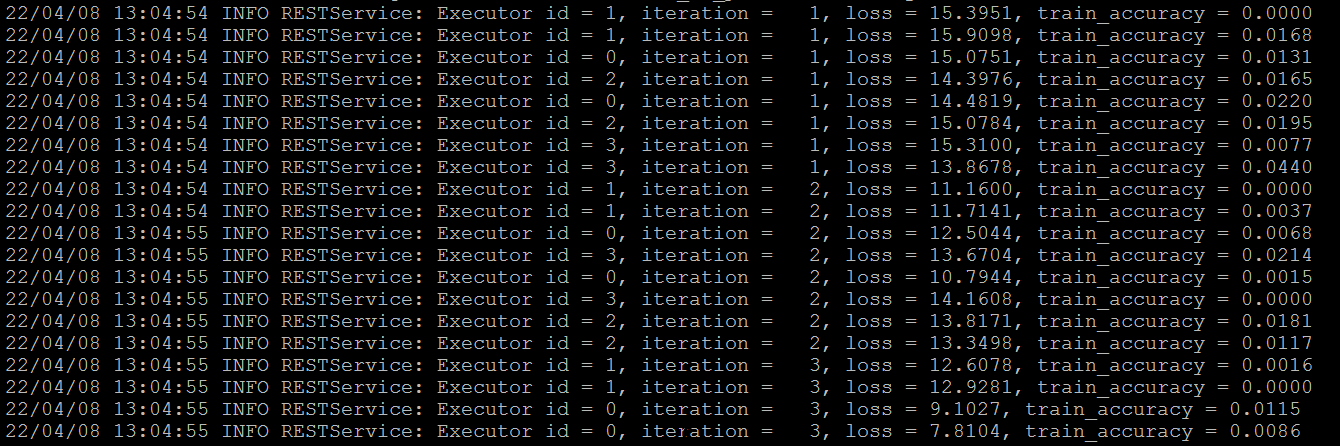 22/04/08 13:04:54 INFO RESTService: Executor id = 1, iteration =   1, loss = 15.3951, train_accuracy = 0.0000
22/04/08 13:04:54 INFO RESTService: Executor id = 1, iteration =   1, loss = 15.9098, train_accuracy = 0.0168
22/04/08 13:04:54 INFO RESTService: Executor id = 0, iteration =   1, loss = 15.0751, train_accuracy = 0.0131
22/04/08 13:04:54 INFO RESTService: Executor id = 2, iteration =   1, loss = 14.3976, train_accuracy = 0.0165
22/04/08 13:04:54 INFO RESTService: Executor id = 0, iteration =   1, loss = 14.4819, train_accuracy = 0.0220
22/04/08 13:04:54 INFO RESTService: Executor id = 2, iteration =   1, loss = 15.0784, train_accuracy = 0.0195
22/04/08 13:04:54 INFO RESTService: Executor id = 3, iteration =   1, loss = 15.3100, train_accuracy = 0.0077
22/04/08 13:04:54 INFO RESTService: Executor id = 3, iteration =   1, loss = 13.8678, train_accuracy = 0.0440
22/04/08 13:04:54 INFO RESTService: Executor id = 1, iteration =   2, loss = 11.1600, train_accuracy = 0.0000
22/04/08 13:04:54 INFO RESTService: Executor id = 1, iteration =   2, loss = 11.7141, train_accuracy = 0.0037
22/04/08 13:04:55 INFO RESTService: Executor id = 0, iteration =   2, loss = 12.5044, train_accuracy = 0.0068
22/04/08 13:04:55 INFO RESTService: Executor id = 3, iteration =   2, loss = 13.6704, train_accuracy = 0.0214
22/04/08 13:04:55 INFO RESTService: Executor id = 0, iteration =   2, loss = 10.7944, train_accuracy = 0.0015
22/04/08 13:04:55 INFO RESTService: Executor id = 3, iteration =   2, loss = 14.1608, train_accuracy = 0.0000
22/04/08 13:04:55 INFO RESTService: Executor id = 2, iteration =   2, loss = 13.8171, train_accuracy = 0.0181
22/04/08 13:04:55 INFO RESTService: Executor id = 2, iteration =   2, loss = 13.3498, train_accuracy = 0.0117
22/04/08 13:04:55 INFO RESTService: Executor id = 1, iteration =   3, loss = 12.6078, train_accuracy = 0.0016
22/04/08 13:04:55 INFO RESTService: Executor id = 1, iteration =   3, loss = 12.9281, train_accuracy = 0.0000
22/04/08 13:04:55 INFO RESTService: Executor id = 0, iteration =   3, loss = 9.1027, train_accuracy = 0.0115
22/04/08 13:04:55 INFO RESTService: Executor id = 0, iteration =   3, loss = 7.8104, train_accuracy = 0.0086